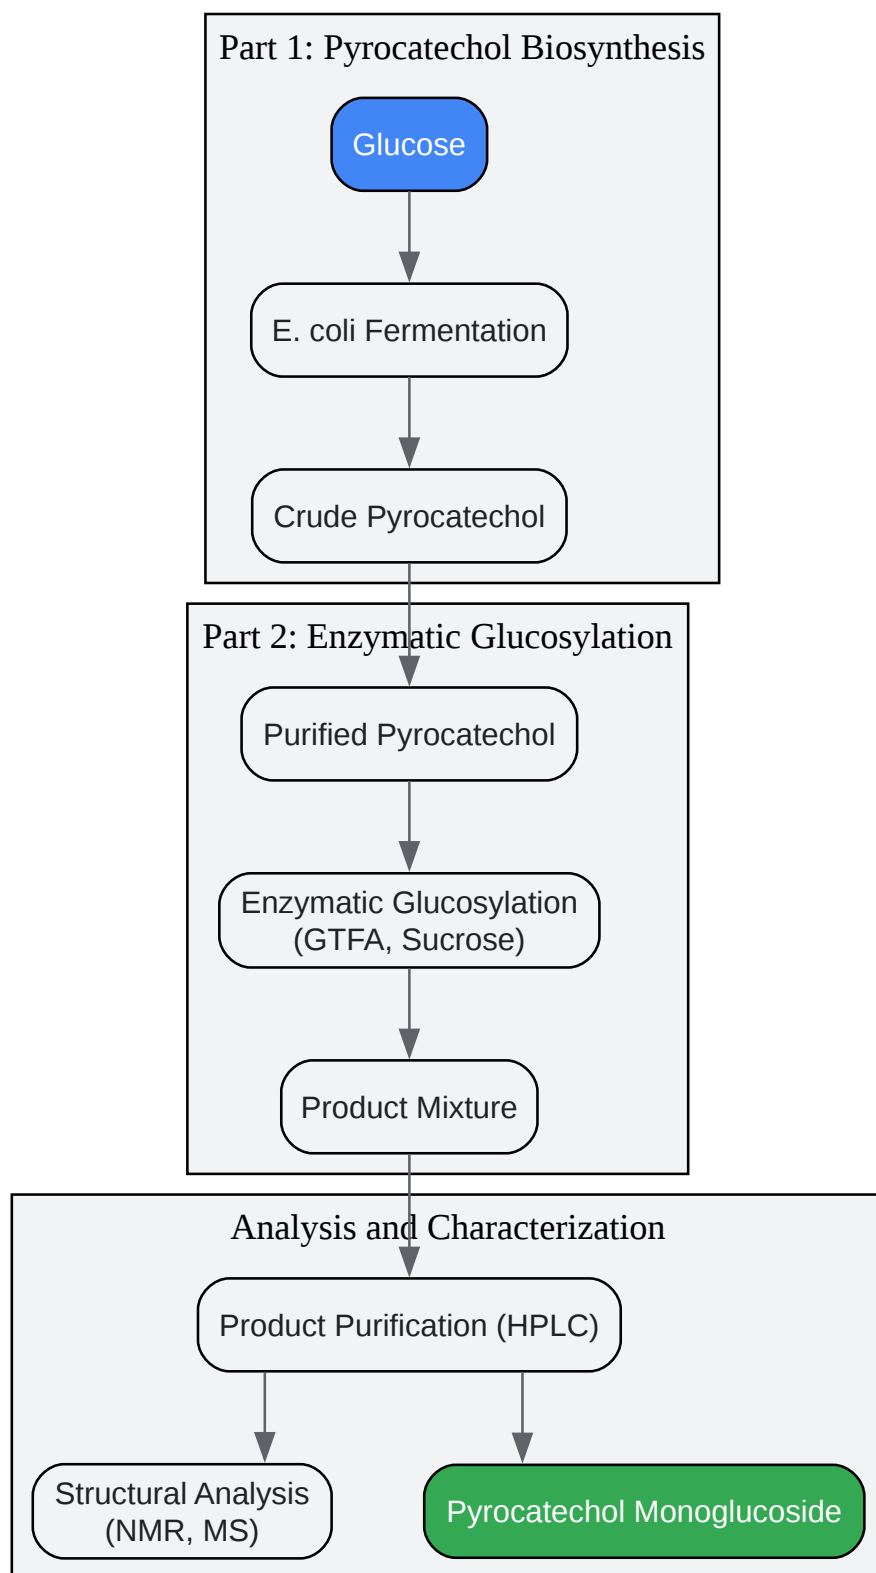 Part 1: Pyrocatechol Biosynthesis
Glucose
E. coli Fermentation
Crude Pyrocatechol
Part 2: Enzymatic Glucosylation
Purified Pyrocatechol
Enzymatic Glucosylation
(GTFA, Sucrose)
Product Mixture
Analysis and Characterization
Product Purification (HPLC)
Structural Analysis
(NMR, MS)
Pyrocatechol Monoglucoside